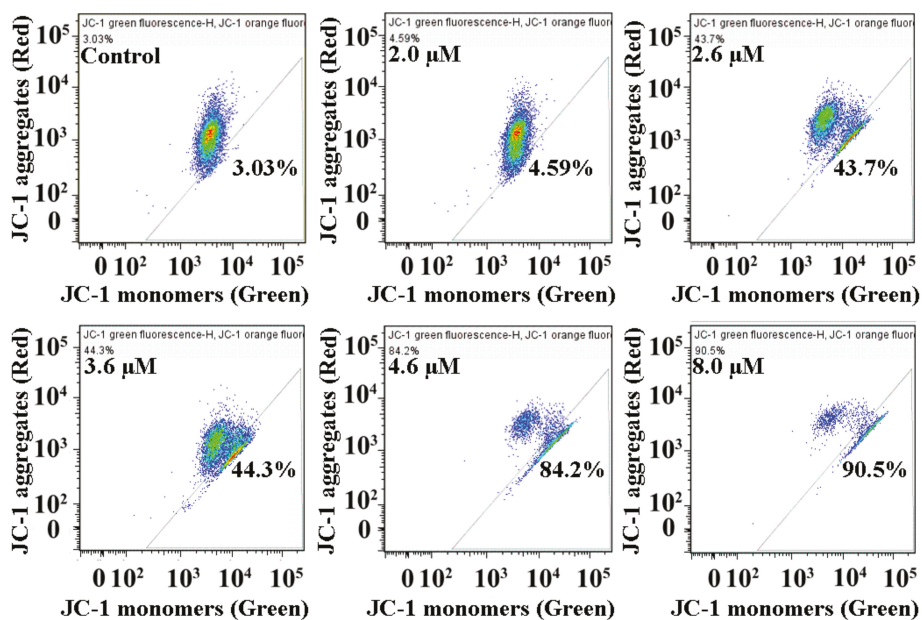 JC-1 green fluorescence-H, JC-1 orange fluor
3.03%
Control
3.03%
10⁵
10⁴
10³
10²
0
JC-1 aggregates (Red)
0 10² 10³ 10⁴ 10⁵
JC-1 monomers (Green)
JC-1 green fluorescence-H, JC-1 orange fluor
4.59%
2.0 μM
4.59%
10⁵
10⁴
10³
10²
0
JC-1 aggregates (Red)
0 10² 10³ 10⁴ 10⁵
JC-1 monomers (Green)
JC-1 green fluorescence-H, JC-1 orange fluor
43.7%
2.6 μM
43.7%
10⁵
10⁴
10³
10²
0
JC-1 aggregates (Red)
0 10² 10³ 10⁴ 10⁵
JC-1 monomers (Green)
JC-1 green fluorescence-H, JC-1 orange fluor
44.3%
3.6 μM
44.3%
10⁵
10⁴
10³
10²
0
JC-1 aggregates (Red)
0 10² 10³ 10⁴ 10⁵
JC-1 monomers (Green)
JC-1 green fluorescence-H, JC-1 orange fluor
84.2%
4.6 μM
84.2%
10⁵
10⁴
10³
10²
0
JC-1 aggregates (Red)
0 10² 10³ 10⁴ 10⁵
JC-1 monomers (Green)
JC-1 green fluorescence-H, JC-1 orange fluor
90.5%
8.0 μM
90.5%
10⁵
10⁴
10³
10²
0
JC-1 aggregates (Red)
0 10² 10³ 10⁴ 10⁵
JC-1 monomers (Green)